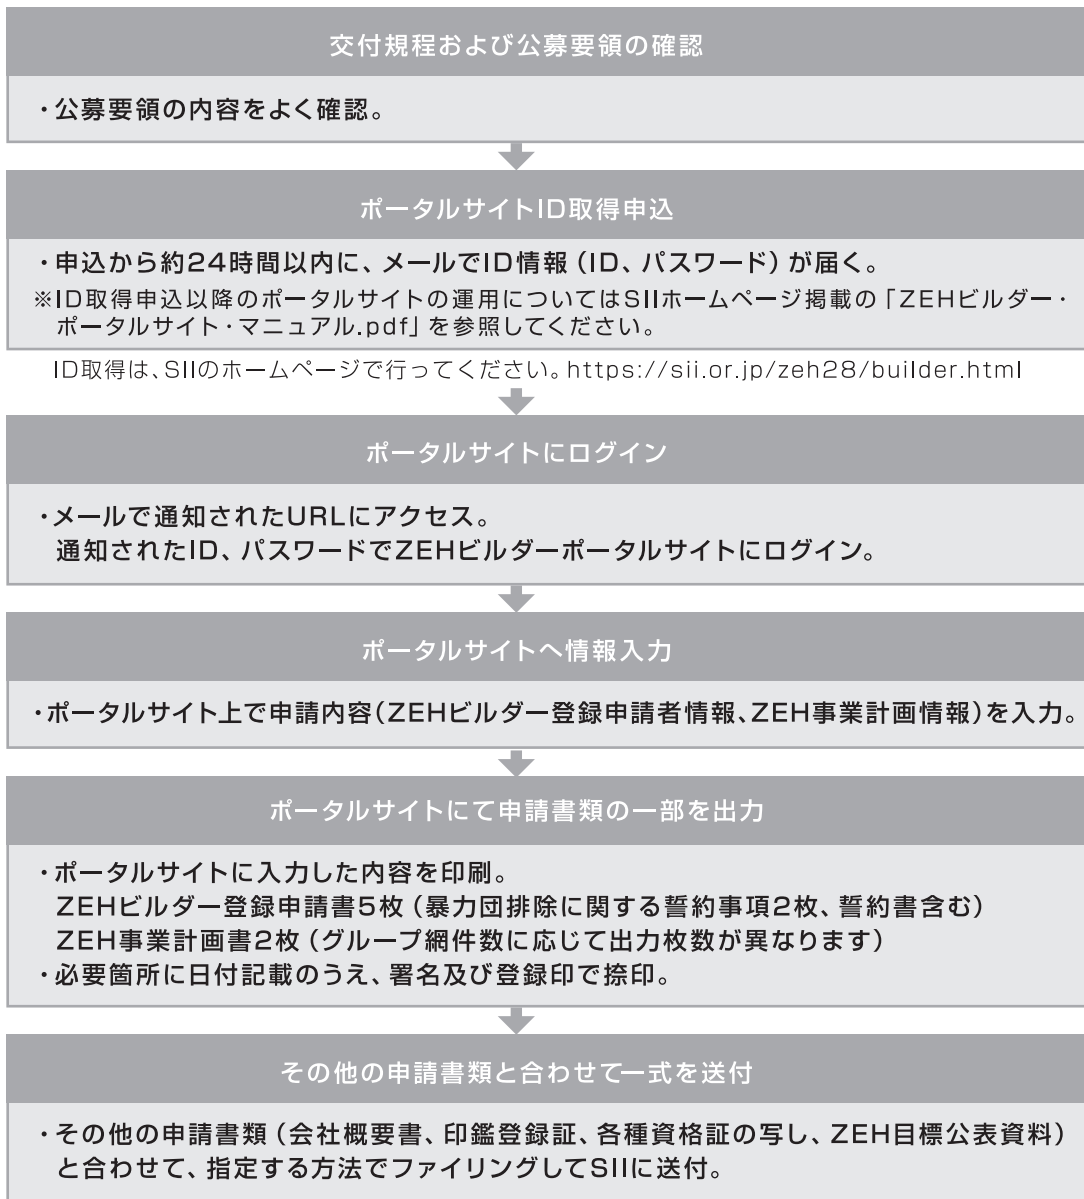 交付規程および公募要領の確認
・公募要領の内容をよく確認。
ポータルサイトID取得申込
・申込から約24時間以内に、メールでID情報（ID、パスワード）が届く。
※ID取得申込以降のポータルサイトの運用についてはSIIホームページ掲載の「ZEHビルダー・
ポータルサイト・マニュアル.pdf」を参照してください。
ID取得は、SIIのホームページで行ってください。https://sii.or.jp/zeh28/builder.html
ポータルサイトにログイン
・メールで通知されたURLにアクセス。
通知されたID、パスワードでZEHビルダーポータルサイトにログイン。
ポータルサイトへ情報入力
・ポータルサイト上で申請内容（ZEHビルダー登録申請者情報、ZEH事業計画情報）を入力。
ポータルサイトにて申請書類の一部を出力
・ポータルサイトに入力した内容を印刷。
ZEHビルダー登録申請書5枚（暴力団排除に関する誓約事項2枚、誓約書含む）
ZEH事業計画書2枚（グループ網件数に応じて出力枚数が異なります）
・必要箇所に日付記載のうえ、署名及び登録印で捺印。
その他の申請書類と合わせて一式を送付
・その他の申請書類（会社概要書、印鑑登録証、各種資格証の写し、ZEH目標公表資料）
と合わせて、指定する方法でファイリングしてSIIに送付。